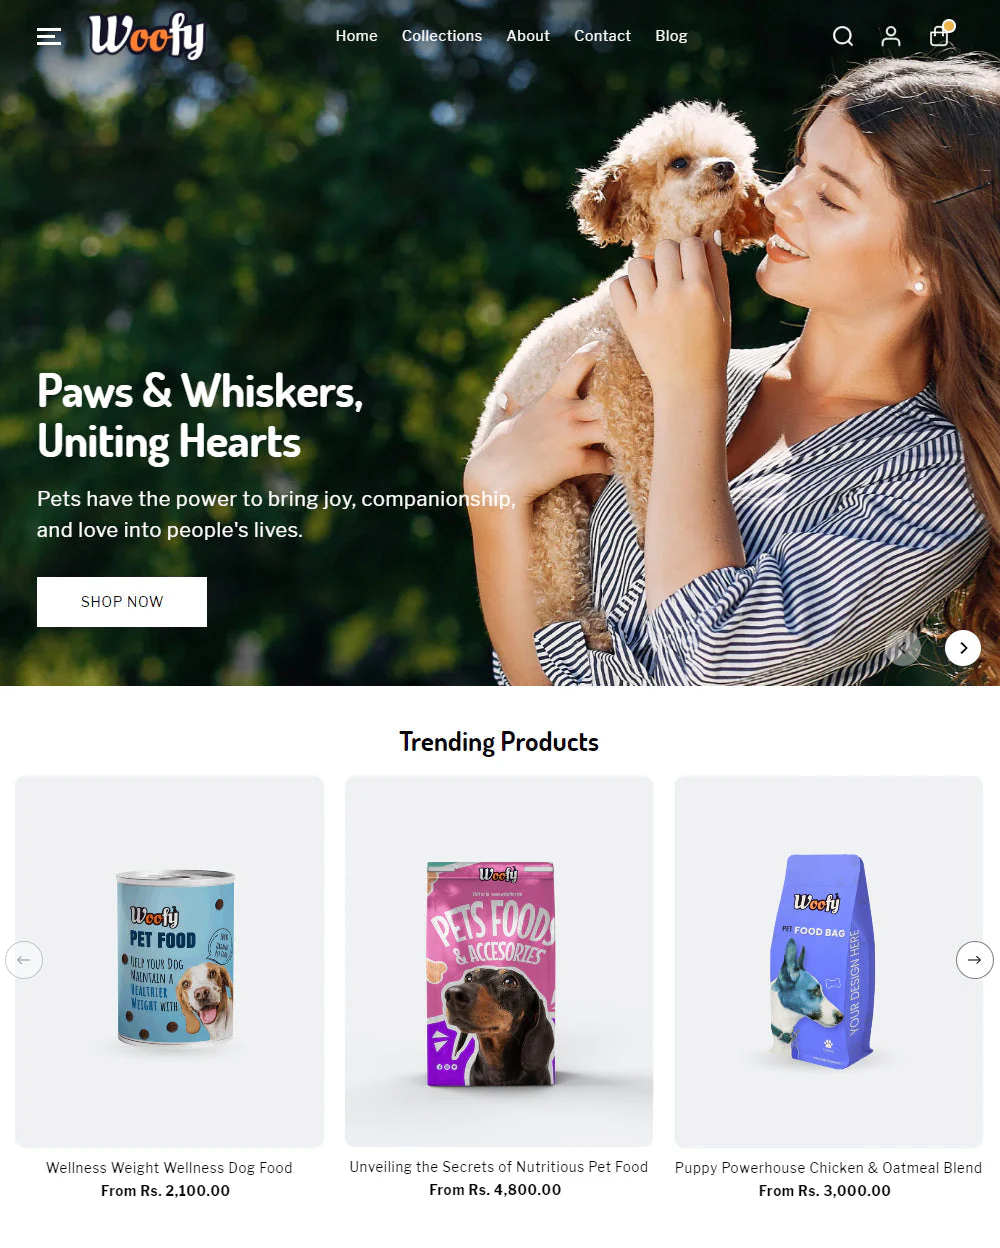 Woofy
Home Collections About Contact Blog
Paws & Whiskers,
Uniting Hearts
Pets have the power to bring joy, companionship,
and love into people's lives.
SHOP NOW
Trending Products
Woofy
PET FOOD
HELP YOUR DOG
MAINTAIN A
HEALTHIER
WEIGHT WITH
Woofy
PETS FOODS
& ACCESORIES
Woofy
PET FOOD BAG
YOUR DESIGN HERE
Wellness Weight Wellness Dog Food
From Rs. 2,100.00
Unveiling the Secrets of Nutritious Pet Food
From Rs. 4,800.00
Puppy Powerhouse Chicken & Oatmeal Blend
From Rs. 3,000.00